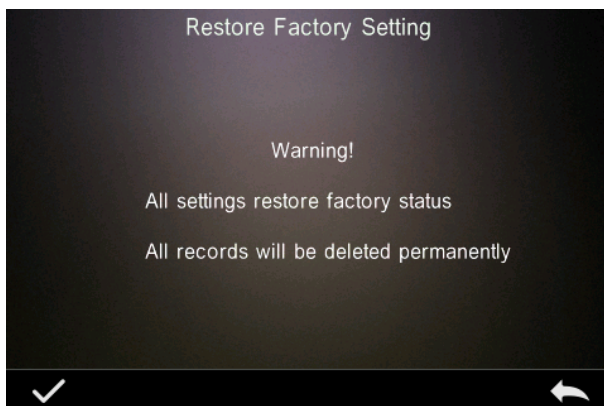 Restore Factory Setting
Warning!
All settings restore factory status
All records will be deleted permanently